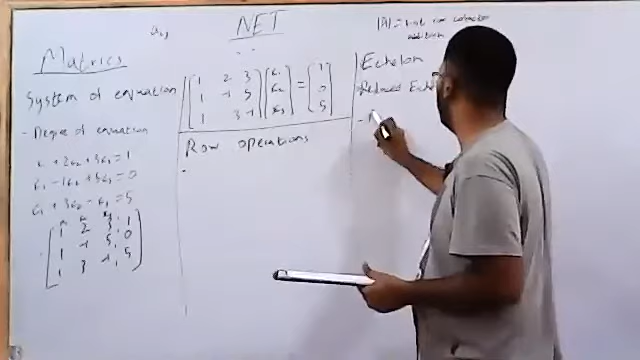 NET
Matrics
System of equation
- Degree of equation
x₁ + 2x₂ + 3x₃ = 1
x₁ - 1x₂ + 5x₃ = 0
x₁ + 3x₂ - x₃ = 5
1 2 3 : 1
1 -1 5 : 0
1 3 -1 : 5
1 2 3 x₁ 1
1 -1 5 x₂ = 0
1 3 -1 x₃ 5
Row operations
Echelon
Reduced Eche